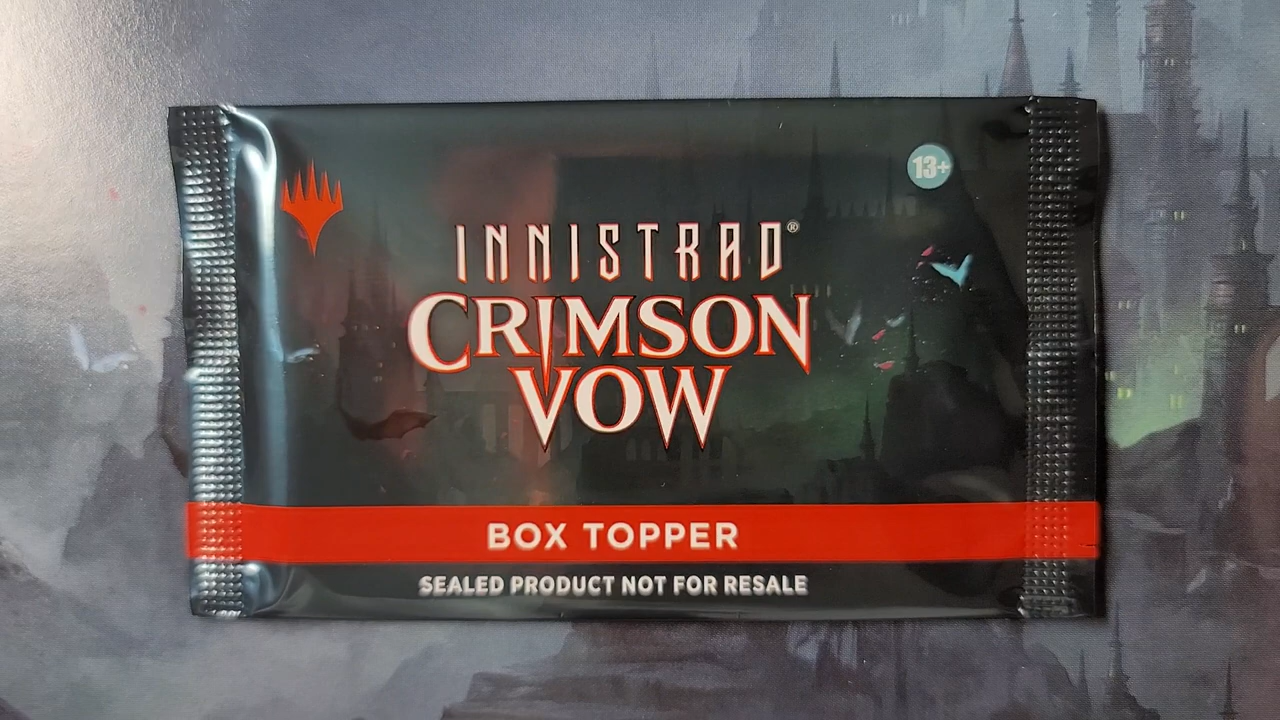 13+
INNISTRAD®
CRIMSON
VOW
BOX TOPPER
SEALED PRODUCT NOT FOR RESALE